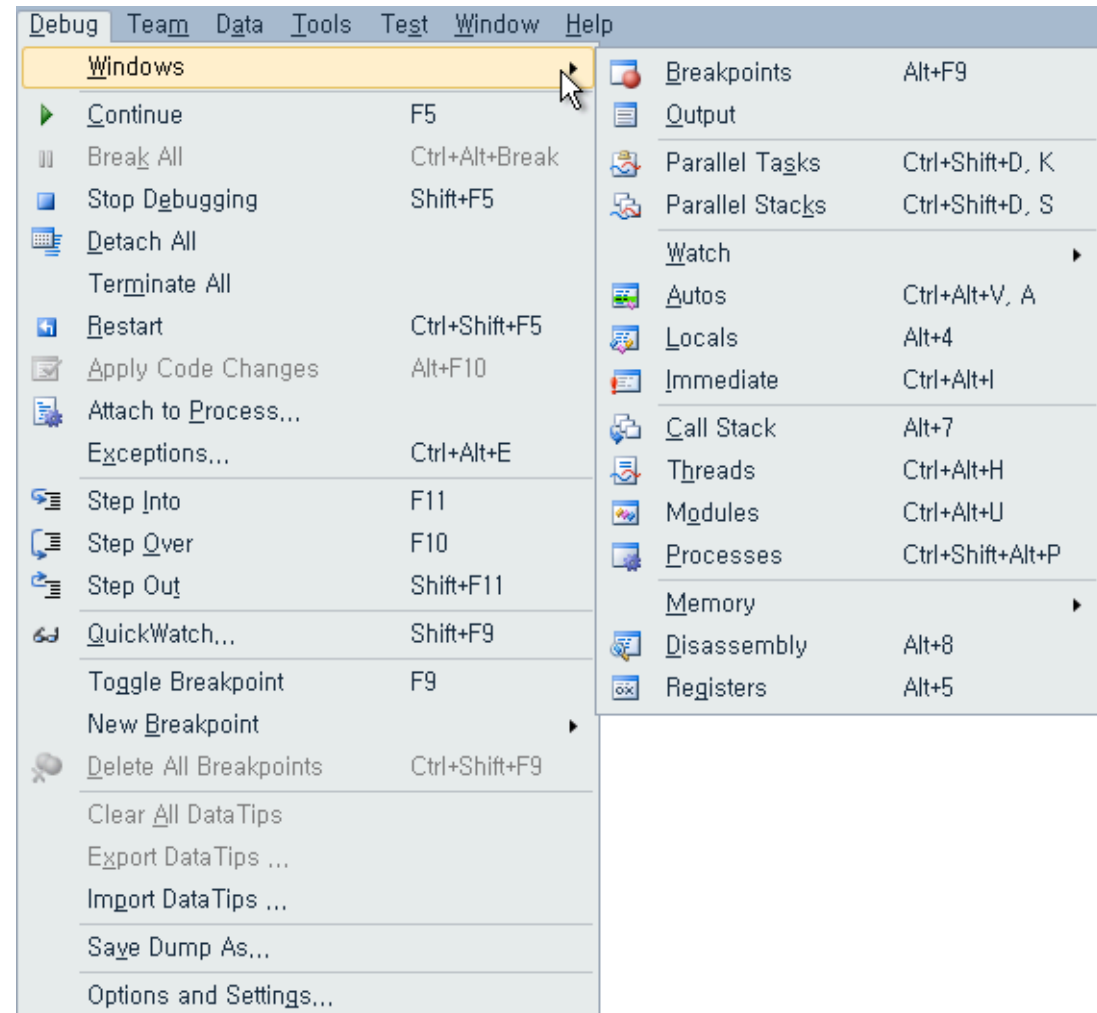 Debug Team Data Tools Test Window Help
Windows
Continue F5
Break All Ctrl+Alt+Break
Stop Debugging Shift+F5
Detach All
Terminate All
Restart Ctrl+Shift+F5
Apply Code Changes Alt+F10
Attach to Process...
Exceptions... Ctrl+Alt+E
Step Into F11
Step Over F10
Step Out Shift+F11
QuickWatch... Shift+F9
Toggle Breakpoint F9
New Breakpoint
Delete All Breakpoints Ctrl+Shift+F9
Clear All DataTips
Export DataTips ...
Import DataTips ...
Save Dump As...
Options and Settings...
Breakpoints Alt+F9
Output
Parallel Tasks Ctrl+Shift+D, K
Parallel Stacks Ctrl+Shift+D, S
Watch
Autos Ctrl+Alt+V, A
Locals Alt+4
Immediate Ctrl+Alt+I
Call Stack Alt+7
Threads Ctrl+Alt+H
Modules Ctrl+Alt+U
Processes Ctrl+Shift+Alt+P
Memory
Disassembly Alt+8
Registers Alt+5